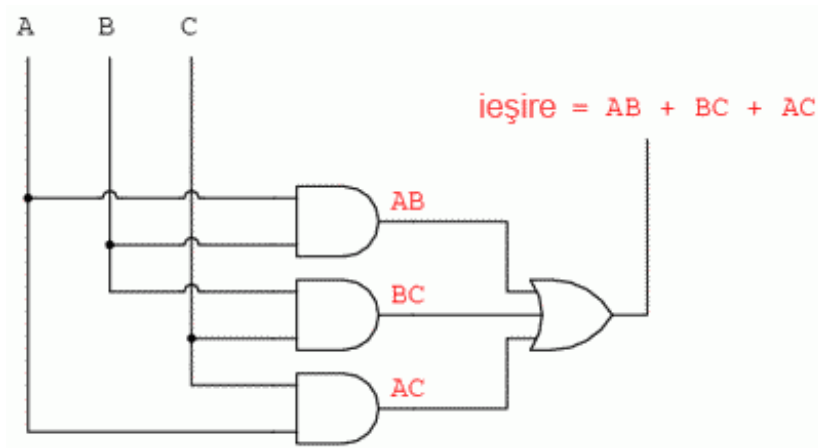 A B C
ieşire = AB + BC + AC
AB
BC
AC